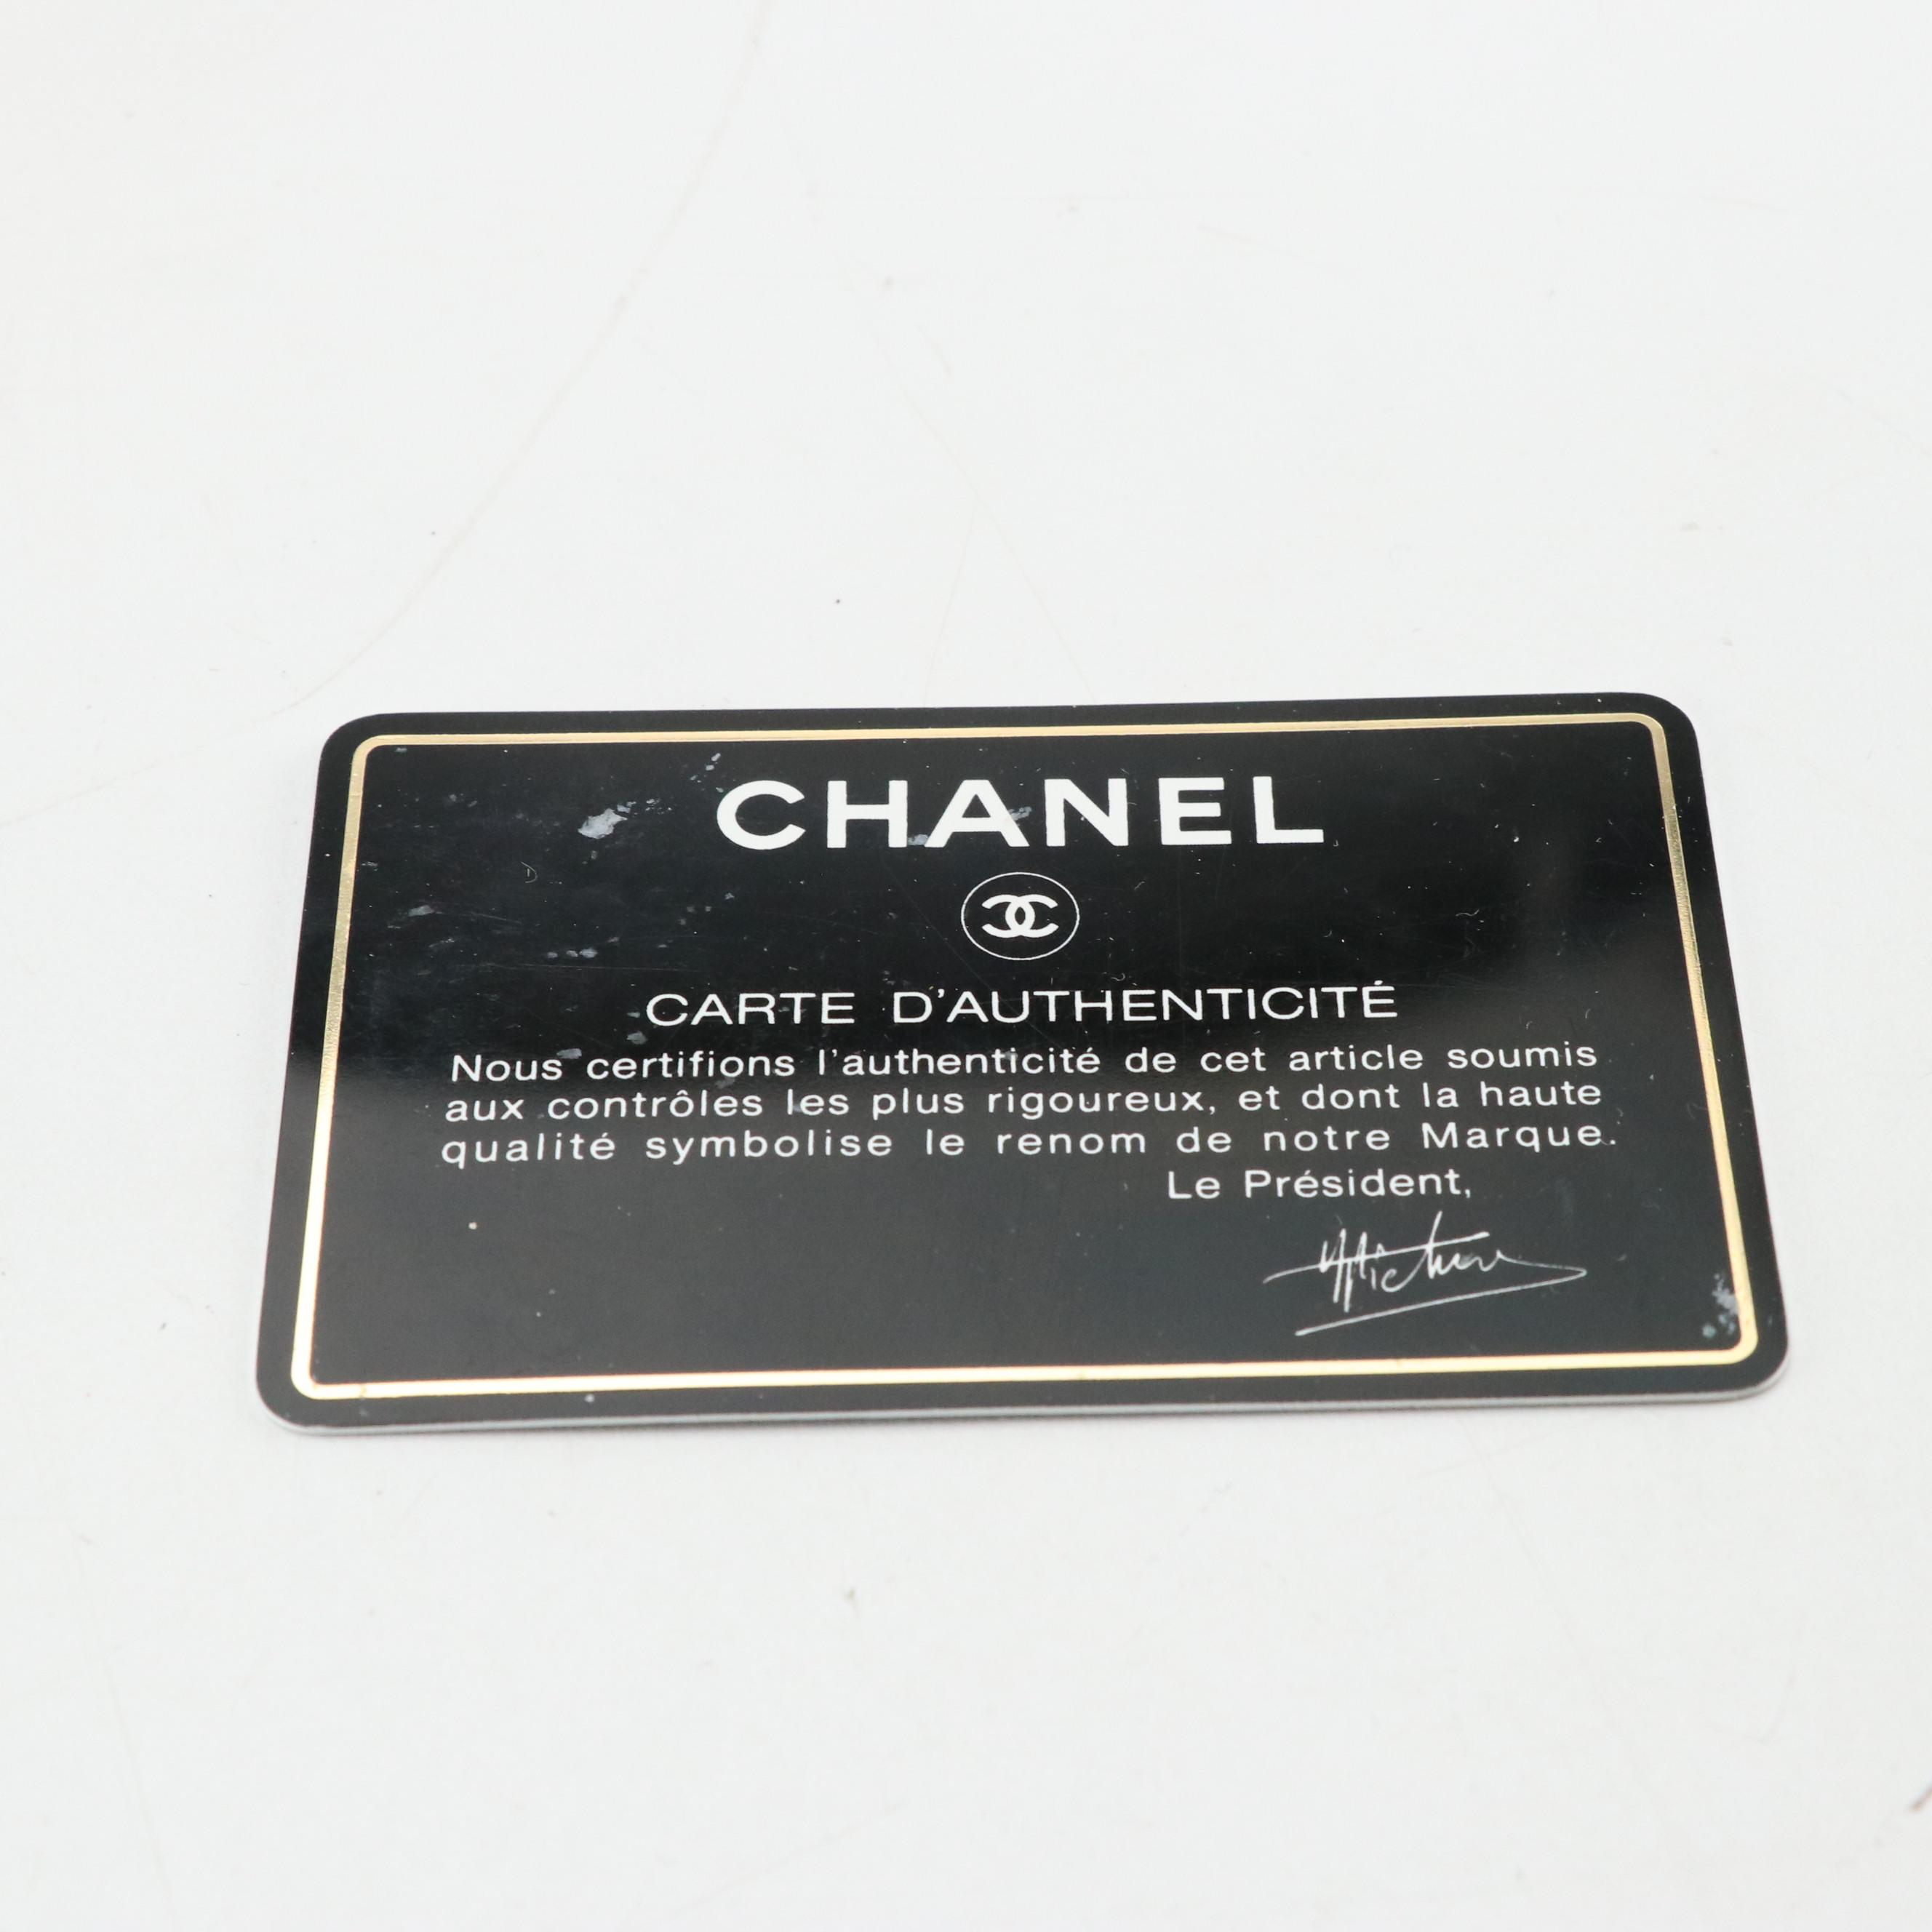 CHANEL
CARTE D'AUTHENTICITÉ
Nous certifions l'authenticité de cet article soumis
aux contrôles les plus rigoureux, et dont la haute
qualité symbolise le renom de notre Marque.
Le Président,